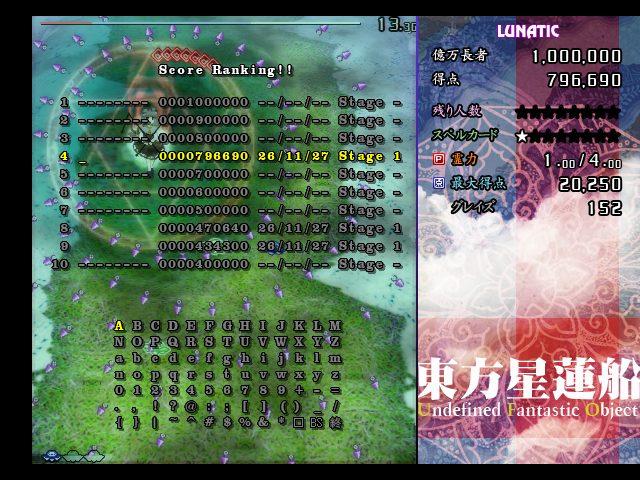 13.30
LUNATIC
億万長者 1,000,000
得点 796,690
残り人数
スペルカード
P 霊力 1.00/4.00
最大得点 20,250
グレイズ 152
Score Ranking!!
1 -------- 0001000000 --/--/-- Stage -
2 -------- 0000900000 --/--/-- Stage -
3 -------- 0000800000 --/--/-- Stage -
4 _ 0000796690 26/11/27 Stage 1
5 -------- 0000700000 --/--/-- Stage -
6 -------- 0000600000 --/--/-- Stage -
7 -------- 0000500000 --/--/-- Stage -
8 0000470640 26/11/27 Stage 1
9 0000434300 26/11/27 Stage 1
10 -------- 0000400000 --/--/-- Stage -
A B C D E F G H I J K L M
N O P Q R S T U V W X Y Z
a b c d e f g h i j k l m
n o p q r s t u v w x y z
0 1 2 3 4 5 6 7 8 9 + - =
. , ! ? @ : ; [ ] ( ) _ /
{ } | ~ ^ # $ % & * □ BS 終
東方星蓮船
Undefined Fantastic Object